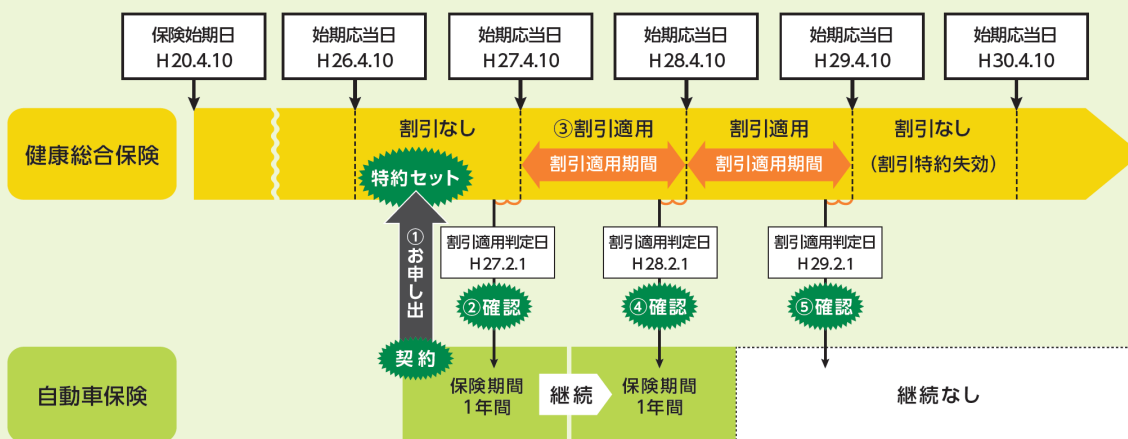 保険始期日
H20.4.10
始期応当日
H26.4.10
始期応当日
H27.4.10
始期応当日
H28.4.10
始期応当日
H29.4.10
始期応当日
H30.4.10
健康総合保険
割引なし
③割引適用
割引適用
割引なし
(割引特約失効)
割引適用期間
割引適用期間
特約セット
①お申し出
割引適用判定日
H27.2.1
割引適用判定日
H28.2.1
割引適用判定日
H29.2.1
②確認
④確認
⑤確認
契約
自動車保険
保険期間
1年間
継続
保険期間
1年間
継続なし